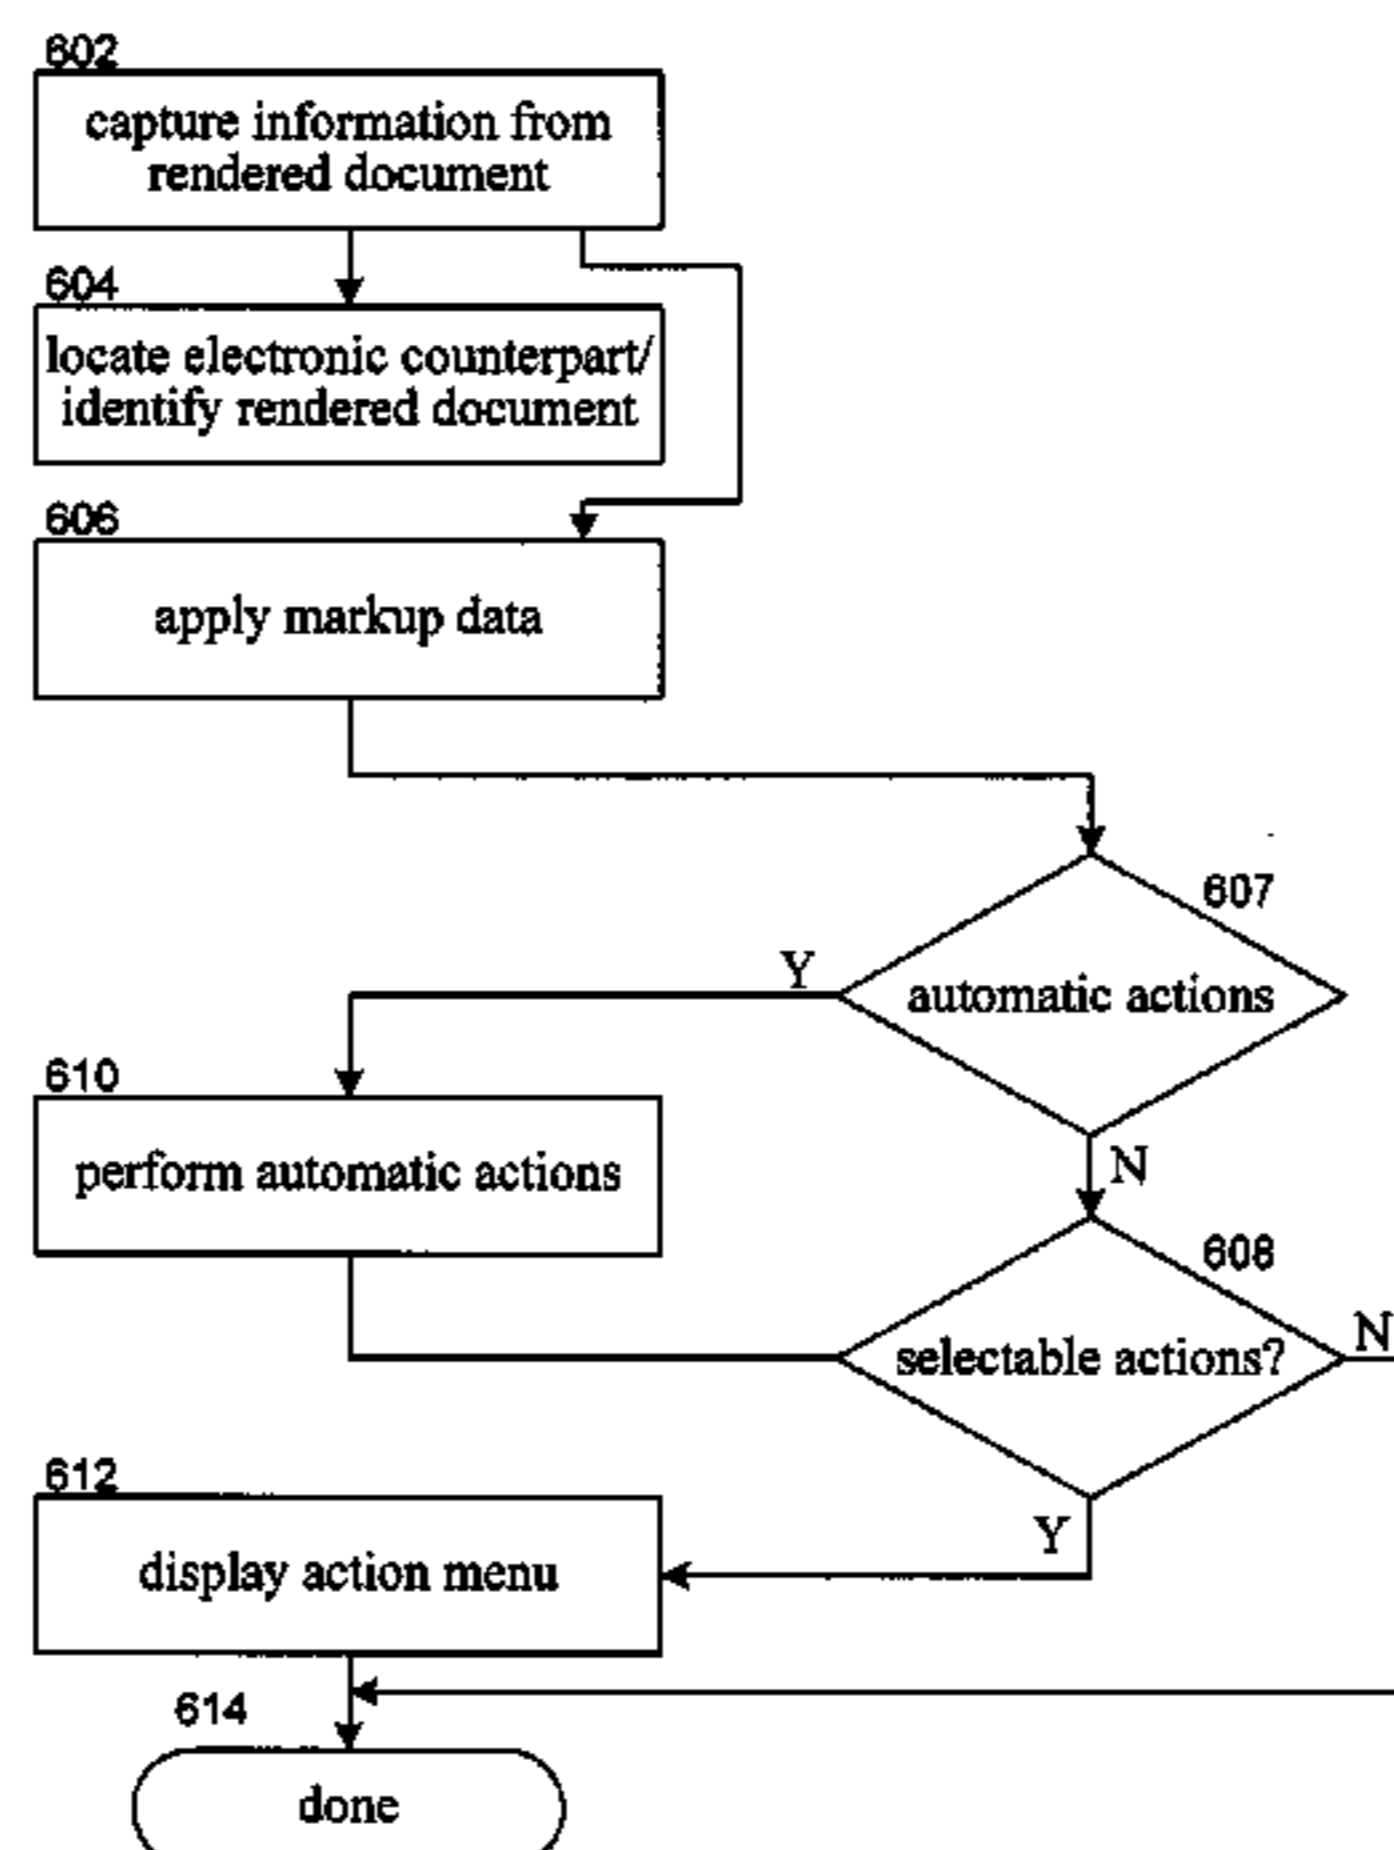 602
capture information from
rendered document
604
locate electronic counterpart/
identify rendered document
606
apply markup data
607
Y
automatic actions
610
N
perform automatic actions
608
N
selectable actions?
612
Y
display action menu
614
done